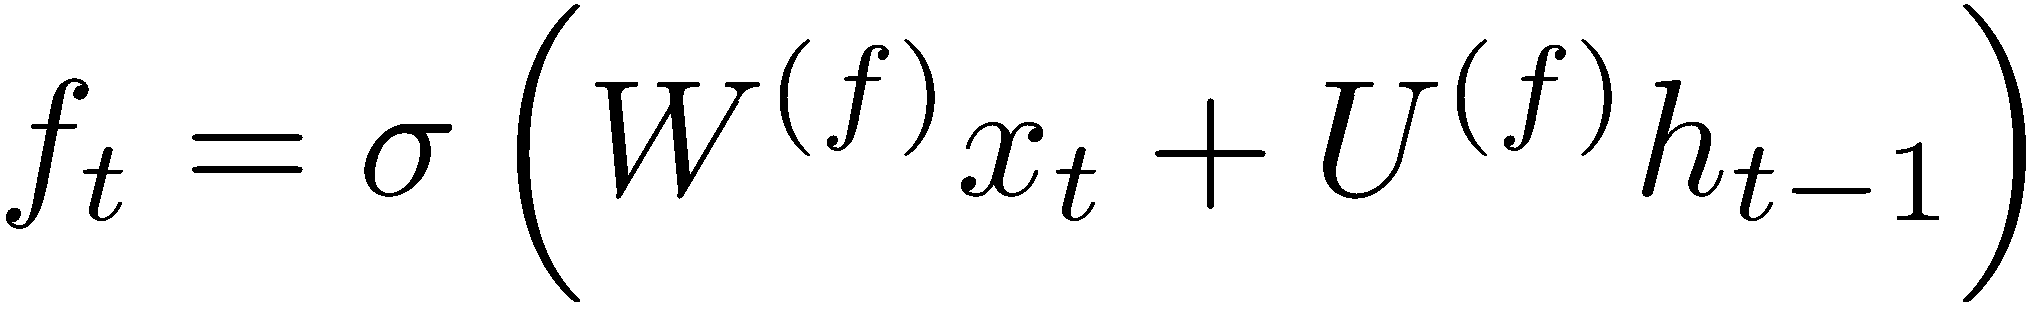 f_t = σ ( W^{(f)} x_t + U^{(f)} h_{t-1} )